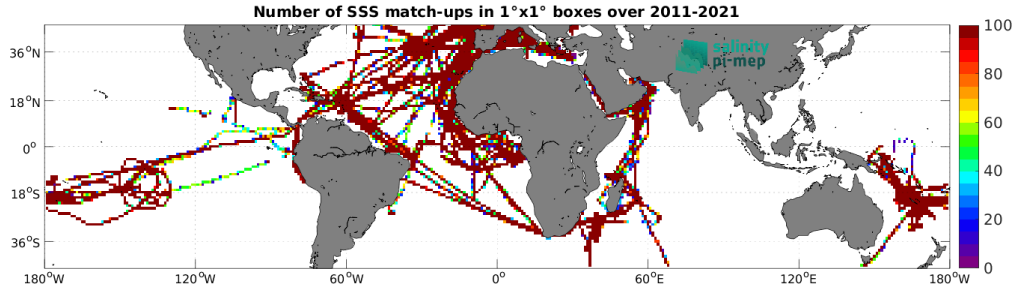 Number of SSS match-ups in 1°x1° boxes over 2011-2021
36°N
18°N
0°
18°S
36°S
180°W
120°W
60°W
0°
60°E
120°E
180°W
100
80
60
40
20
0
salinity
pi-mep